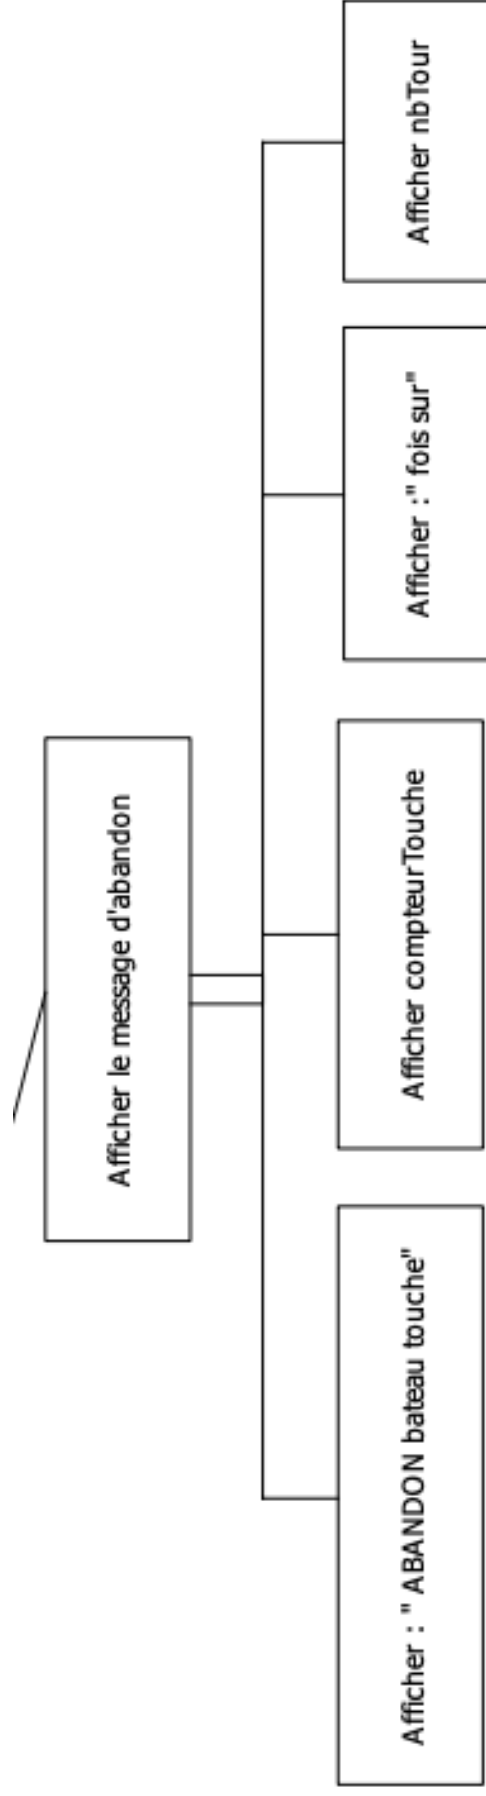 Afficher le message d'abandon
Afficher : " ABANDON bateau touche"
Afficher compteurTouche
Afficher :" fois sur"
Afficher nbTour